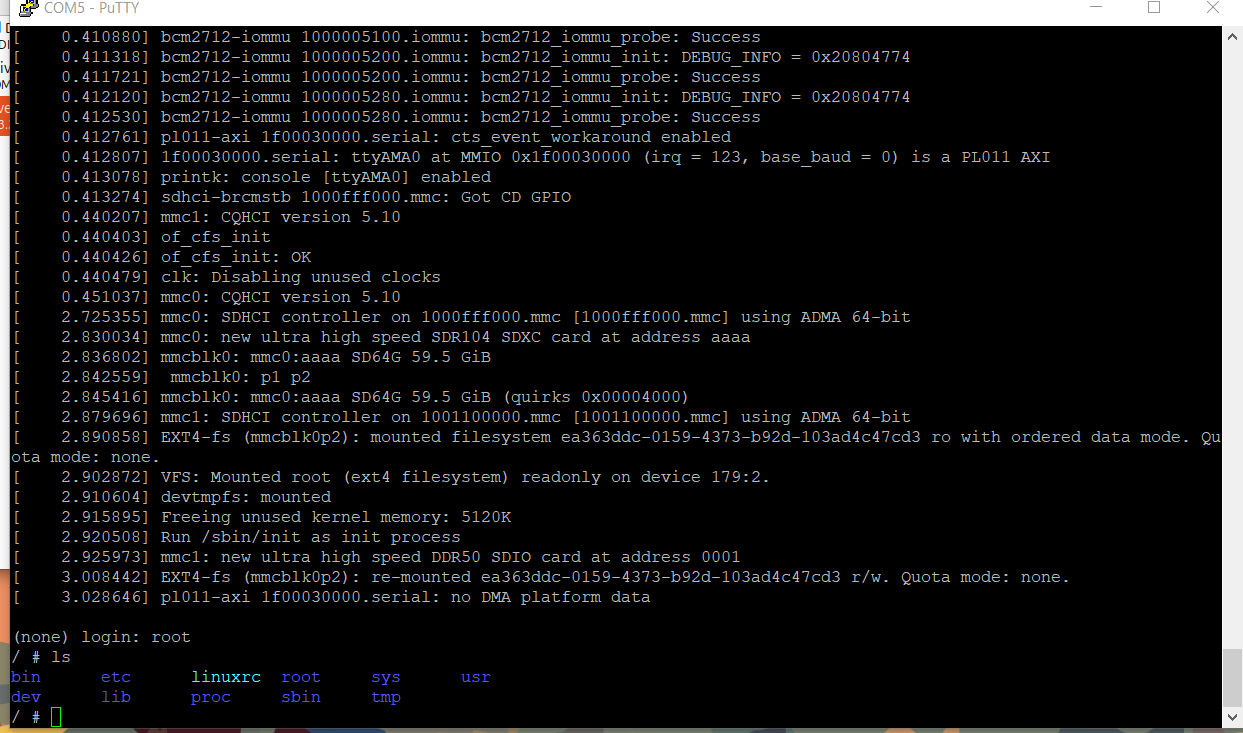 COM5 - PuTTY
[    0.410880] bcm2712-iommu 1000005100.iommu: bcm2712_iommu_probe: Success
[    0.411318] bcm2712-iommu 1000005200.iommu: bcm2712_iommu_init: DEBUG_INFO = 0x20804774
[    0.411721] bcm2712-iommu 1000005200.iommu: bcm2712_iommu_probe: Success
[    0.412120] bcm2712-iommu 1000005280.iommu: bcm2712_iommu_init: DEBUG_INFO = 0x20804774
[    0.412530] bcm2712-iommu 1000005280.iommu: bcm2712_iommu_probe: Success
[    0.412761] pl011-axi 1f00030000.serial: cts_event_workaround enabled
[    0.412807] 1f00030000.serial: ttyAMA0 at MMIO 0x1f00030000 (irq = 123, base_baud = 0) is a PL011 AXI
[    0.413078] printk: console [ttyAMA0] enabled
[    0.413274] sdhci-brcmstb 1000fff000.mmc: Got CD GPIO
[    0.440207] mmc1: CQHCI version 5.10
[    0.440403] of_cfs_init
[    0.440426] of_cfs_init: OK
[    0.440479] clk: Disabling unused clocks
[    0.451037] mmc0: CQHCI version 5.10
[    2.725355] mmc0: SDHCI controller on 1000fff000.mmc [1000fff000.mmc] using ADMA 64-bit
[    2.830034] mmc0: new ultra high speed SDR104 SDXC card at address aaaa
[    2.836802] mmcblk0: mmc0:aaaa SD64G 59.5 GiB
[    2.842559]  mmcblk0: p1 p2
[    2.845416] mmcblk0: mmc0:aaaa SD64G 59.5 GiB (quirks 0x00004000)
[    2.879696] mmc1: SDHCI controller on 1001100000.mmc [1001100000.mmc] using ADMA 64-bit
[    2.890858] EXT4-fs (mmcblk0p2): mounted filesystem ea363ddc-0159-4373-b92d-103ad4c47cd3 ro with ordered data mode. Qu
ota mode: none.
[    2.902872] VFS: Mounted root (ext4 filesystem) readonly on device 179:2.
[    2.910604] devtmpfs: mounted
[    2.915895] Freeing unused kernel memory: 5120K
[    2.920508] Run /sbin/init as init process
[    2.925973] mmc1: new ultra high speed DDR50 SDIO card at address 0001
[    3.008442] EXT4-fs (mmcblk0p2): re-mounted ea363ddc-0159-4373-b92d-103ad4c47cd3 r/w. Quota mode: none.
[    3.028646] pl011-axi 1f00030000.serial: no DMA platform data
(none) login: root
/ # ls
bin      etc      linuxrc  root     sys      usr
dev      lib      proc     sbin     tmp
/ #